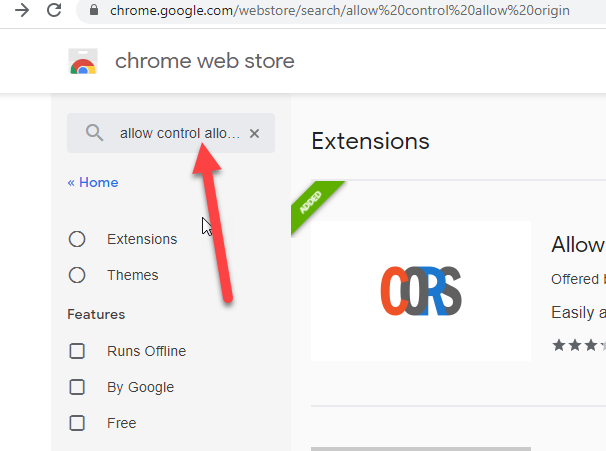 chrome.google.com/webstore/search/allow%20control%20allow%20origin
chrome web store
allow control allo...
« Home
Extensions
Themes
Features
Runs Offline
By Google
Free
Extensions
ADDED
CORS
Allow
Offered b
Easily a